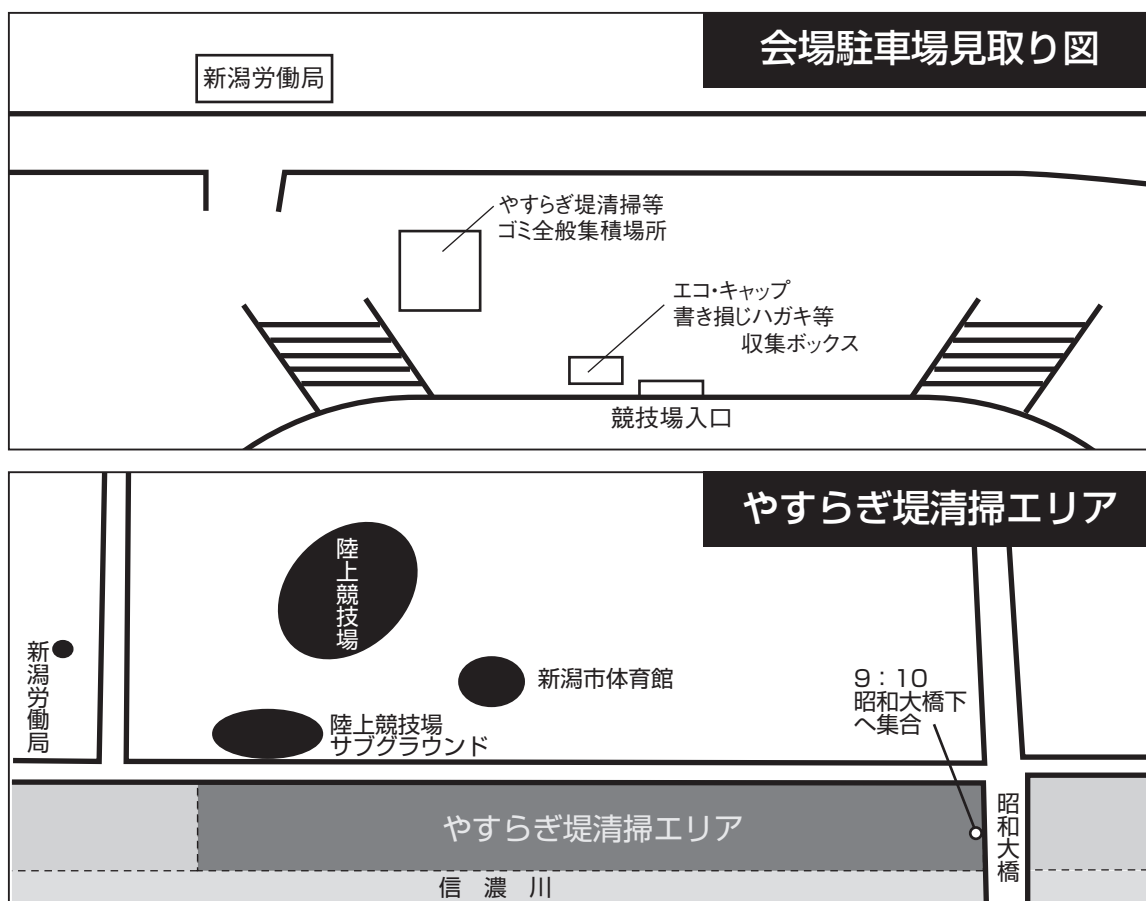 会場駐車場見取り図
新潟労働局
やすらぎ堤清掃等
ゴミ全般集積場所
エコ・キャップ
書き損じハガキ等
収集ボックス
競技場入口
やすらぎ堤清掃エリア
陸上競技場
新潟労働局
新潟市体育館
9：10
昭和大橋下
へ集合
陸上競技場
サブグラウンド
やすらぎ堤清掃エリア
昭和大橋
信 濃 川